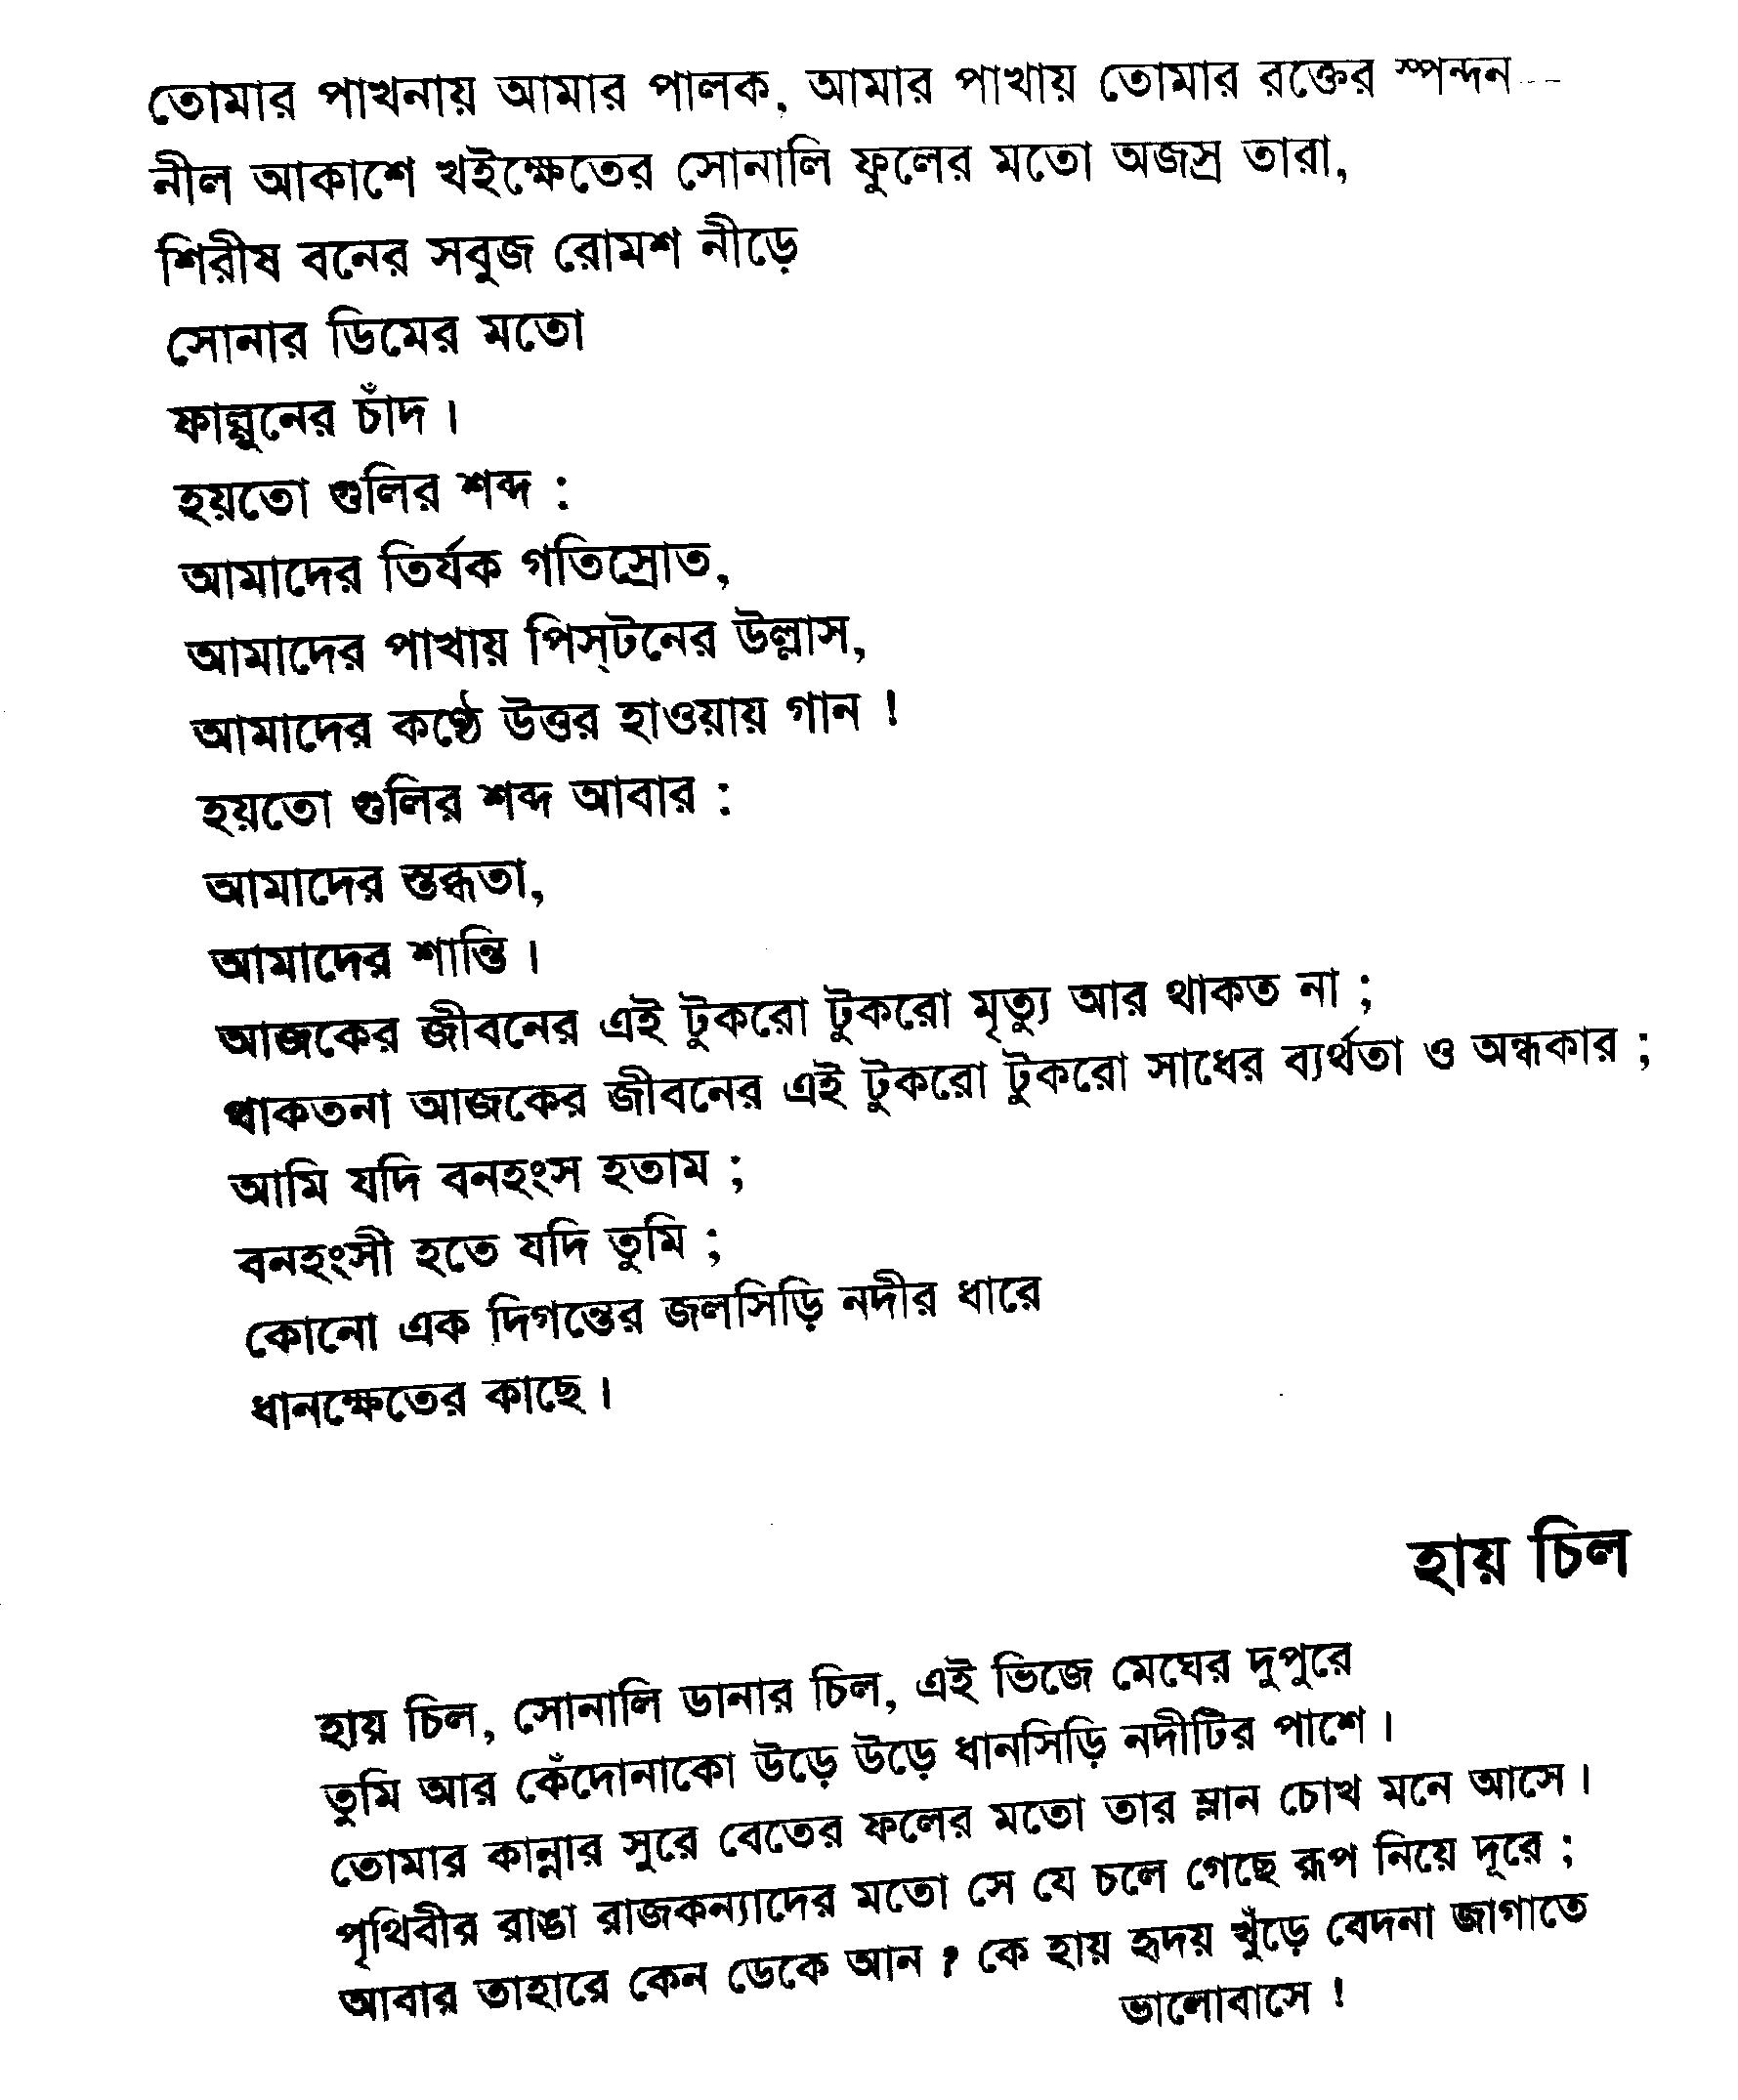 তোমার পাখনায় আমার পালক, আমার পাখায় তোমার রক্তের স্পন্দন--
নীল আকাশে খইক্ষেতের সোনালি ফুলের মতো অজস্র তারা,
শিরীষ বনের সবুজ রোমশ নীড়ে
সোনার ডিমের মতো
ফাল্গুনের চাঁদ।
হয়তো গুলির শব্দ :
আমাদের তির্যক গতিস্রোত,
আমাদের পাখায় পিস্‌টনের উল্লাস,
আমাদের কণ্ঠে উত্তর হাওয়ায় গান !
হয়তো গুলির শব্দ আবার :
আমাদের স্তব্ধতা,
আমাদের শান্তি।
আজকের জীবনের এই টুকরো টুকরো মৃত্যু আর থাকত না ;
থাকতনা আজকের জীবনের এই টুকরো টুকরো সাধের ব্যর্থতা ও অন্ধকার ;
আমি যদি বনহংস হতাম ;
বনহংসী হতে যদি তুমি ;
কোনো এক দিগন্তের জলসিড়ি নদীর ধারে
ধানক্ষেতের কাছে।
হায় চিল
হায় চিল, সোনালি ডানার চিল, এই ভিজে মেঘের দুপুরে
তুমি আর কেঁদোনাকো উড়ে উড়ে ধানসিড়ি নদীটির পাশে।
তোমার কান্নার সুরে বেতের ফলের মতো তার ম্লান চোখ মনে আসে।
পৃথিবীর রাঙা রাজকন্যাদের মতো সে যে চলে গেছে রূপ নিয়ে দূরে ;
আবার তাহারে কেন ডেকে আন ? কে হায় হৃদয় খুঁড়ে বেদনা জাগাতে
ভালোবাসে !